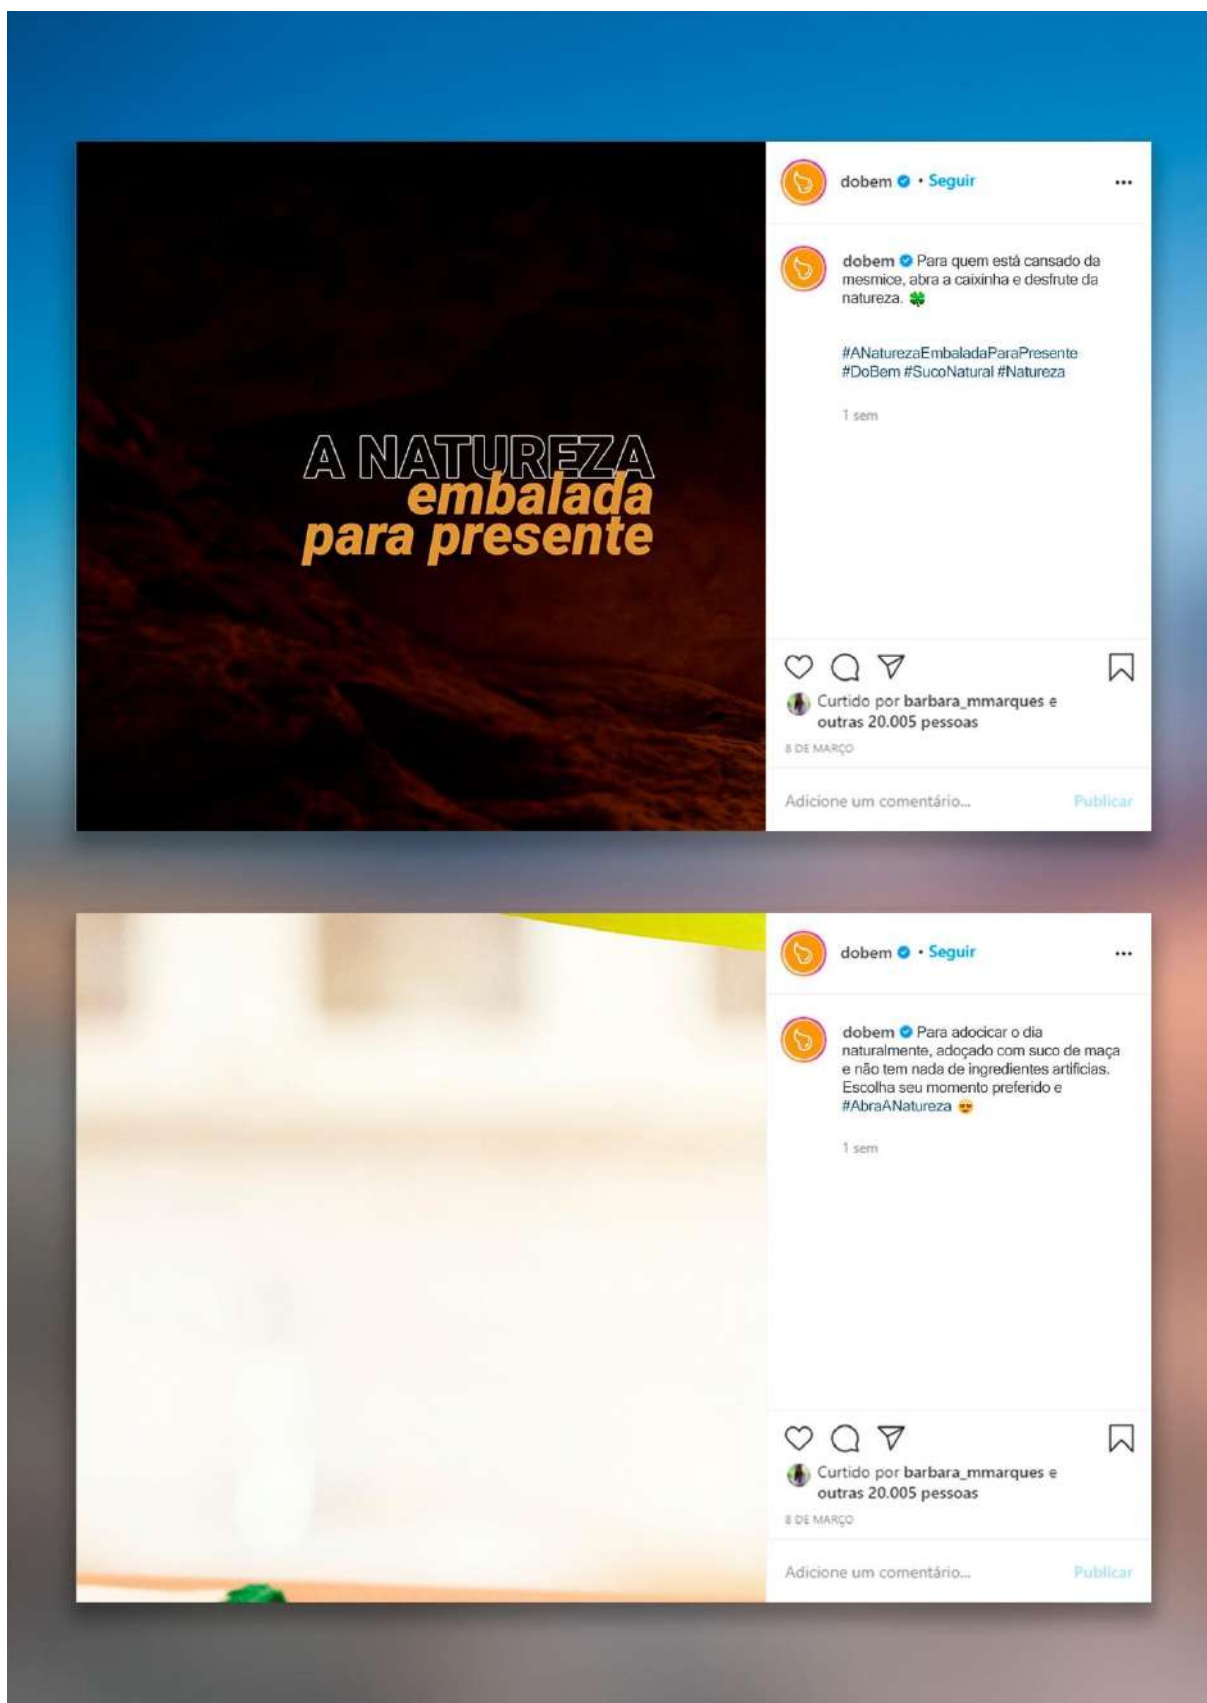 A NATUREZA
embalada
para presente
dobem • Seguir
dobem Para quem está cansado da
mesmice, abra a caixinha e desfrute da
natureza. 🍀
#ANaturezaEmbaladaParaPresente
#DoBem #SucoNatural #Natureza
1 sem
Curtido por barbara_mmarques e
outras 20.005 pessoas
8 DE MARÇO
Adicione um comentário... Publicar
dobem • Seguir
dobem Para adocicar o dia
naturalmente, adoçado com suco de maça
e não tem nada de ingredientes artificias.
Escolha seu momento preferido e
#AbraANatureza 😍
1 sem
Curtido por barbara_mmarques e
outras 20.005 pessoas
8 DE MARÇO
Adicione um comentário... Publicar